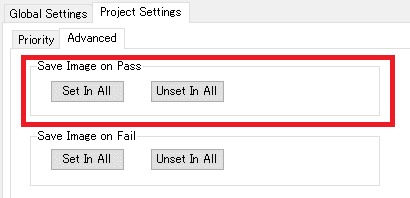 Global Settings Project Settings
Priority Advanced
Save Image on Pass
Set In All Unset In All
Save Image on Fail
Set In All Unset In All